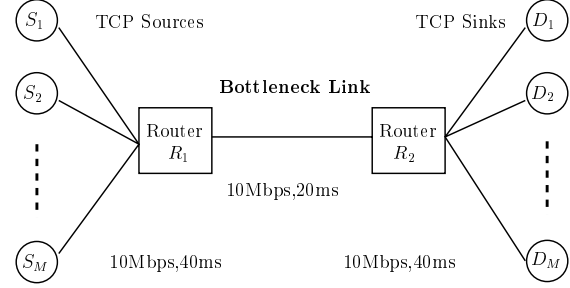 S1 TCP Sources TCP Sinks D1
S2 Bottleneck Link D2
Router Router
R1 R2
10Mbps,20ms
SM 10Mbps,40ms 10Mbps,40ms DM